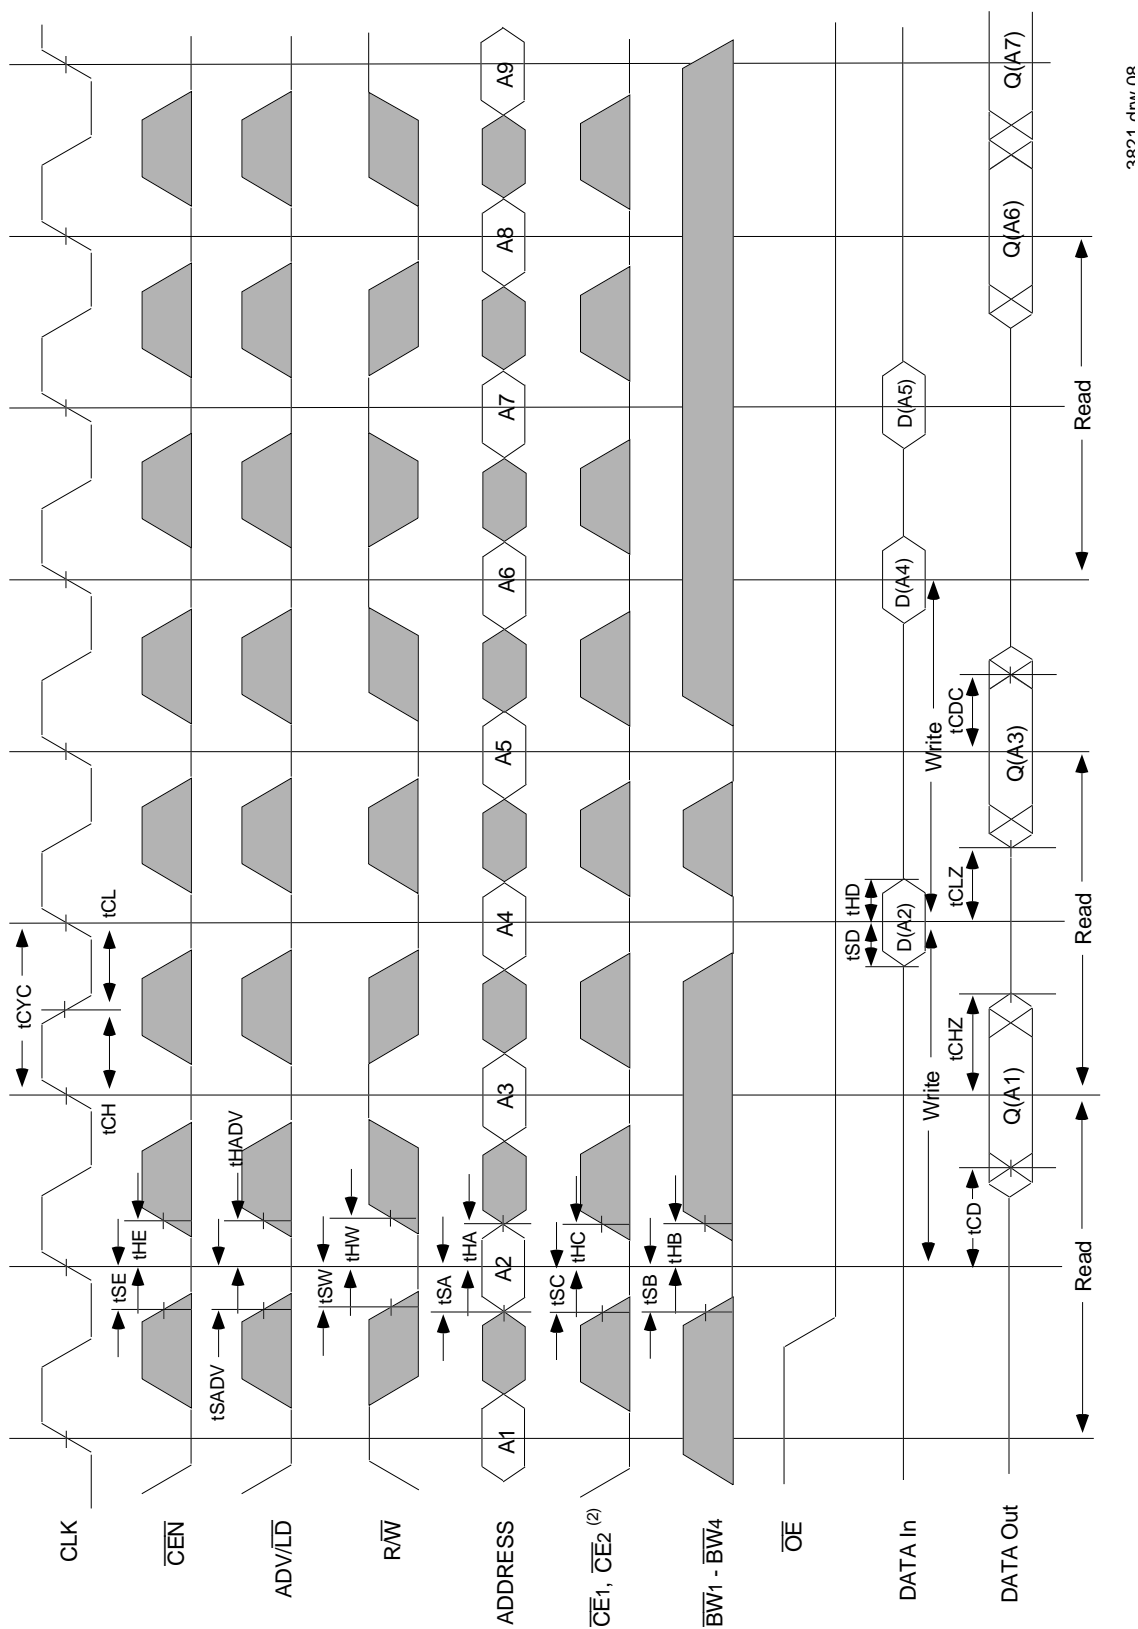 tCYC
tCH
tCL
CLK
tSE
tHE
CEN
tSADV
tHADV
ADV/LD
tSW
tHW
R/W
tSA
tHA
ADDRESS
A1
A2
A3
A4
A5
A6
A7
A8
A9
tSC
tHC
CE1, CE2 (2)
tSB
tHB
BW1 - BW4
OE
tSD
tHD
DATA In
D(A2)
D(A4)
D(A5)
Write
Write
tCD
tCHZ
tCLZ
tCDC
DATA Out
Q(A1)
Q(A3)
Q(A6)
Q(A7)
Read
Read
Read
3821 drw 08